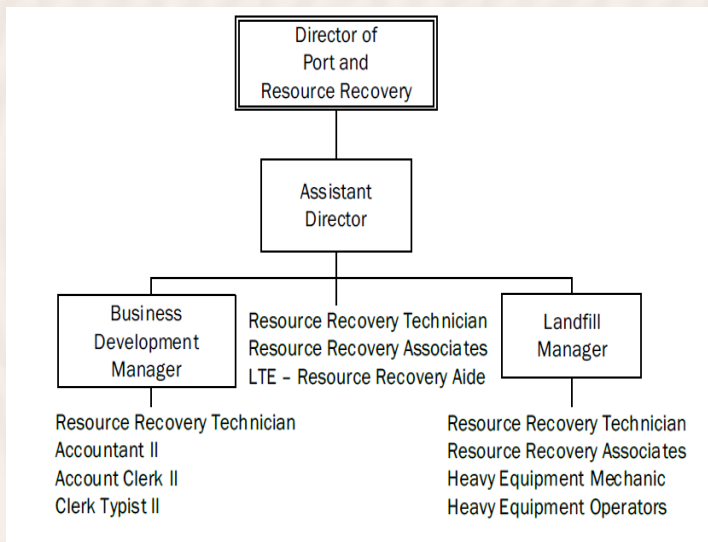 Director of
Port and
Resource Recovery
Assistant
Director
Business
Development
Manager
Resource Recovery Technician
Resource Recovery Associates
LTE – Resource Recovery Aide
Landfill
Manager
Resource Recovery Technician
Accountant II
Account Clerk II
Clerk Typist II
Resource Recovery Technician
Resource Recovery Associates
Heavy Equipment Mechanic
Heavy Equipment Operators